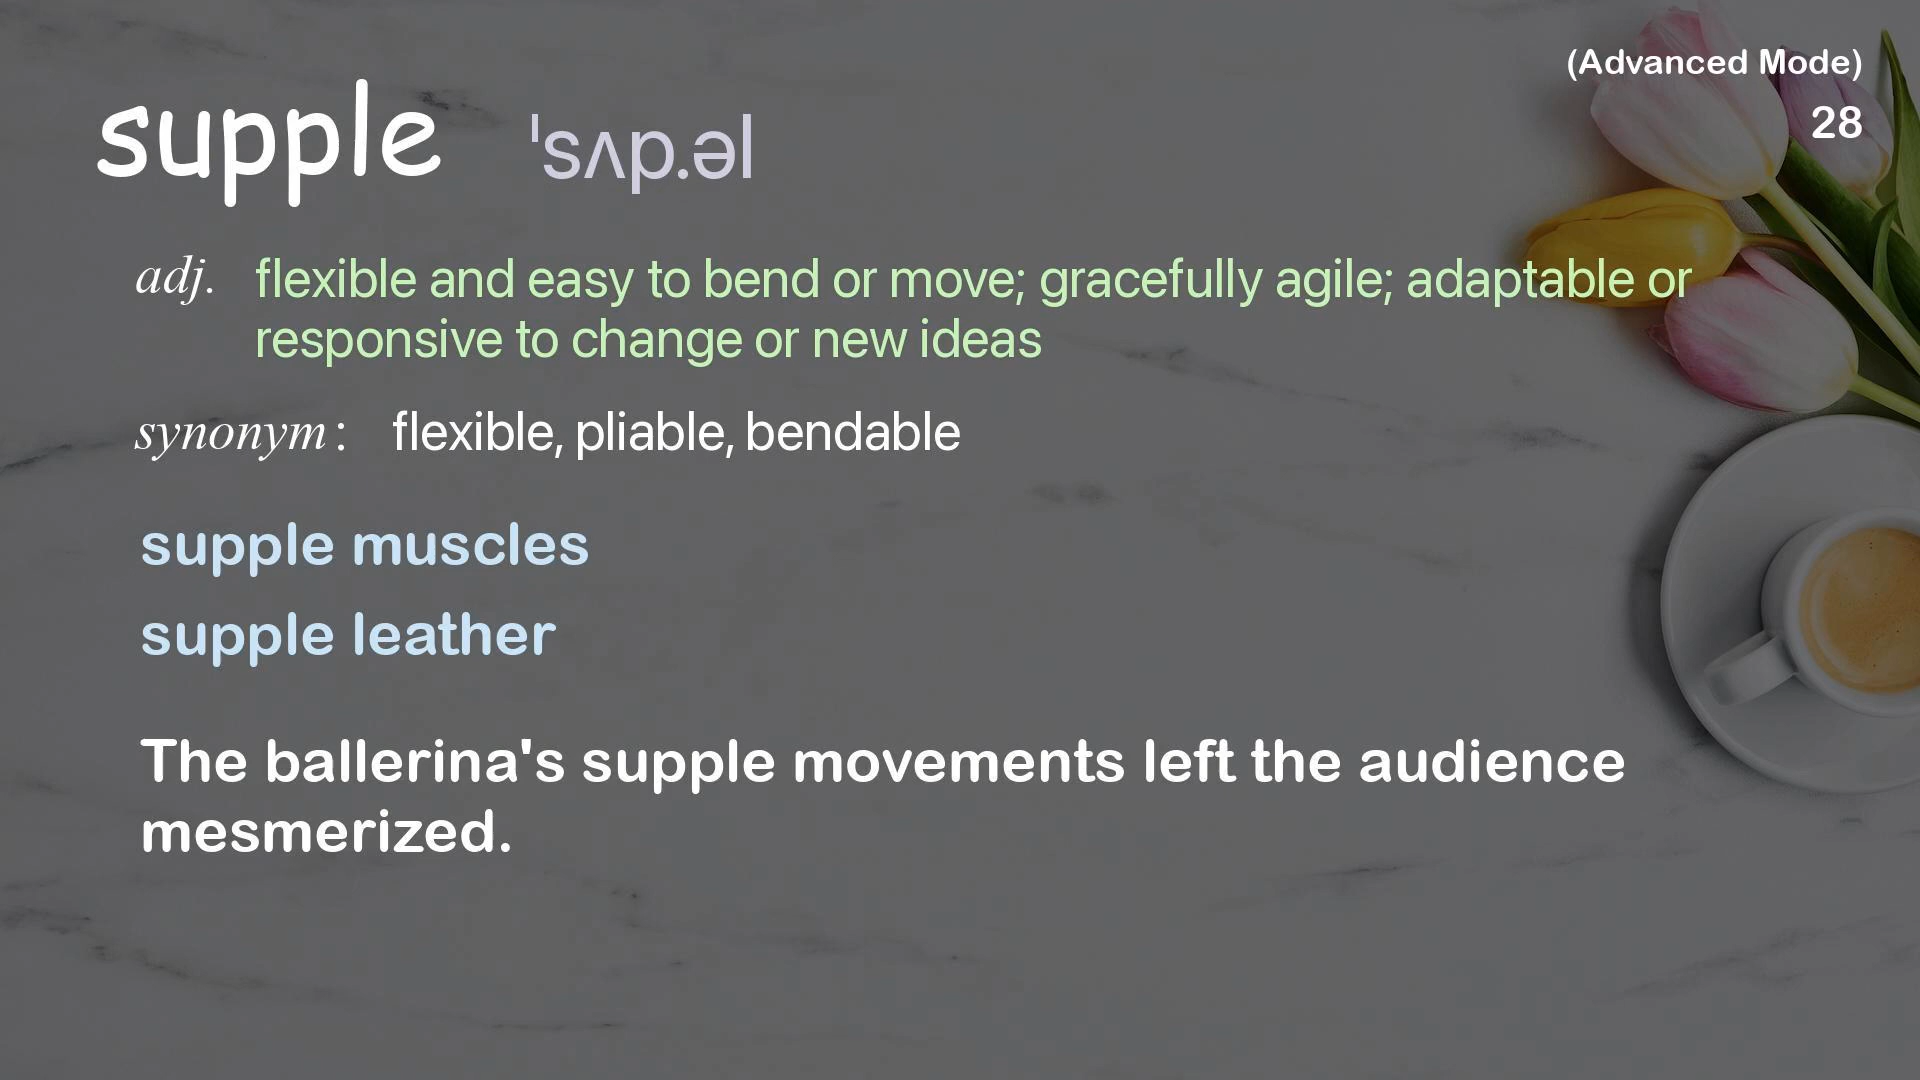 (Advanced Mode)
28
supple ˈsʌp.əl
adj. flexible and easy to bend or move; gracefully agile; adaptable or
responsive to change or new ideas
synonym: flexible, pliable, bendable
supple muscles
supple leather
The ballerina's supple movements left the audience
mesmerized.